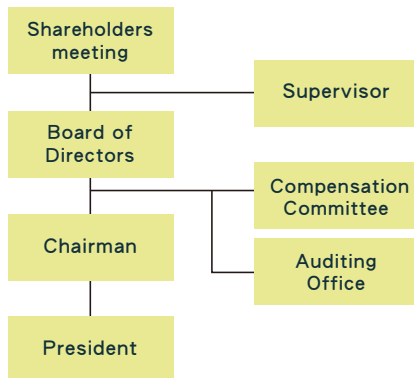 Shareholders
meeting
Supervisor
Board of
Directors
Compensation
Committee
Chairman
Auditing
Office
President